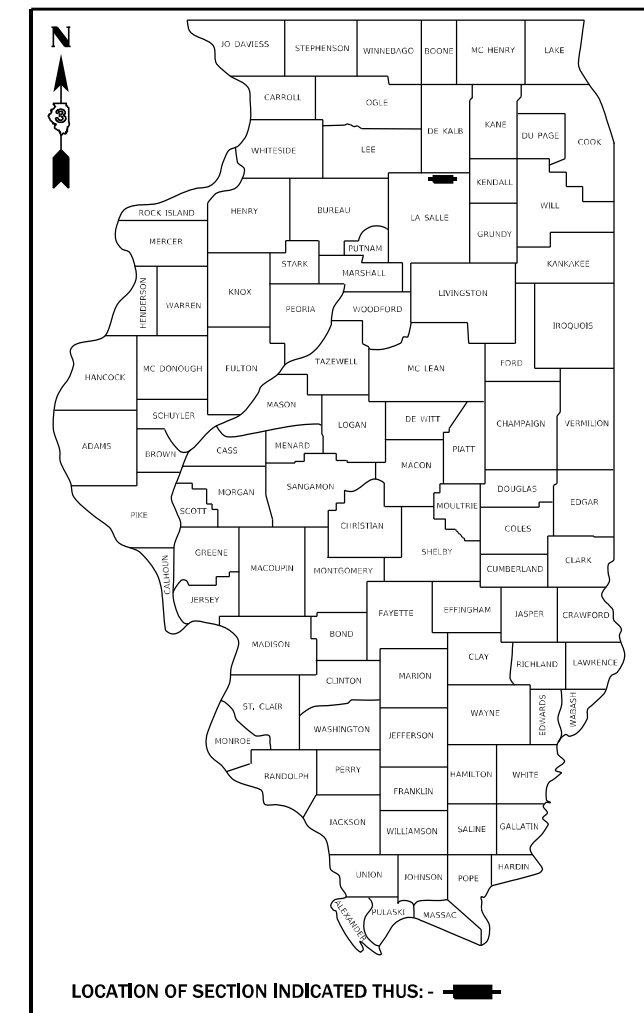 N
3
JO DAVIESS STEPHENSON WINNEBAGO BOONE MC HENRY LAKE
CARROLL OGLE DE KALB KANE DU PAGE COOK
WHITESIDE LEE KENDALL WILL
ROCK ISLAND HENRY BUREAU LA SALLE GRUNDY
MERCER PUTNAM KANKAKEE
HENDERSON WARREN KNOX STARK MARSHALL LIVINGSTON
PEORIA WOODFORD IROQUOIS
HANCOCK MC DONOUGH FULTON TAZEWELL MC LEAN FORD
SCHUYLER MASON LOGAN DE WITT CHAMPAIGN VERMILION
ADAMS BROWN CASS MENARD PIATT
MACON
PIKE SCOTT MORGAN SANGAMON MOULTRIE DOUGLAS EDGAR
CHRISTIAN COLES
CALHOUN GREENE MACOUPIN MONTGOMERY SHELBY CUMBERLAND CLARK
JERSEY FAYETTE EFFINGHAM JASPER CRAWFORD
MADISON BOND
CLAY RICHLAND LAWRENCE
CLINTON MARION
ST. CLAIR WAYNE EDWARDS WABASH
MONROE WASHINGTON JEFFERSON
RANDOLPH PERRY HAMILTON WHITE
FRANKLIN
JACKSON WILLIAMSON SALINE GALLATIN
UNION JOHNSON POPE HARDIN
ALEXANDER PULASKI MASSAC
LOCATION OF SECTION INDICATED THUS: -